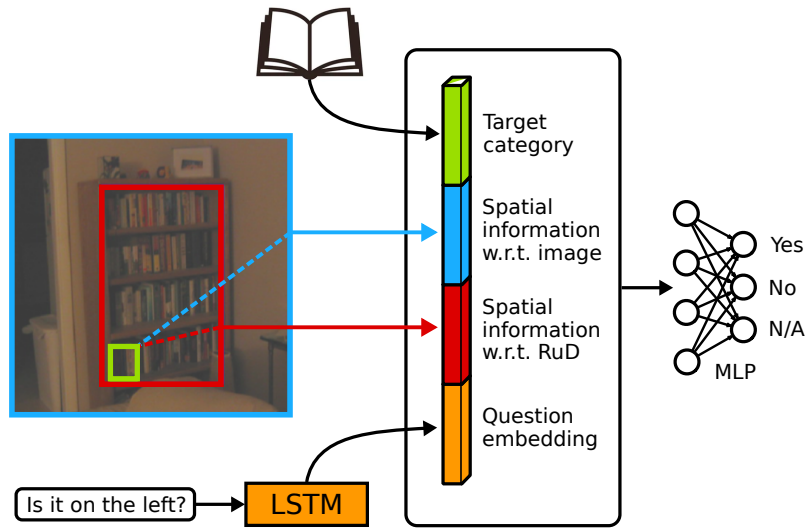 Target
category
Spatial
information
w.r.t. image
Spatial
information
w.r.t. RuD
Question
embedding
Yes
No
N/A
MLP
Is it on the left?
LSTM